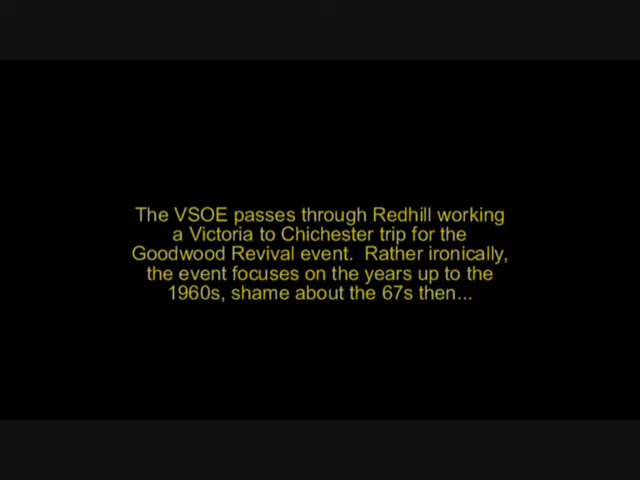 The VSOE passes through Redhill working
a Victoria to Chichester trip for the
Goodwood Revival event.  Rather ironically,
the event focuses on the years up to the
1960s, shame about the 67s then...